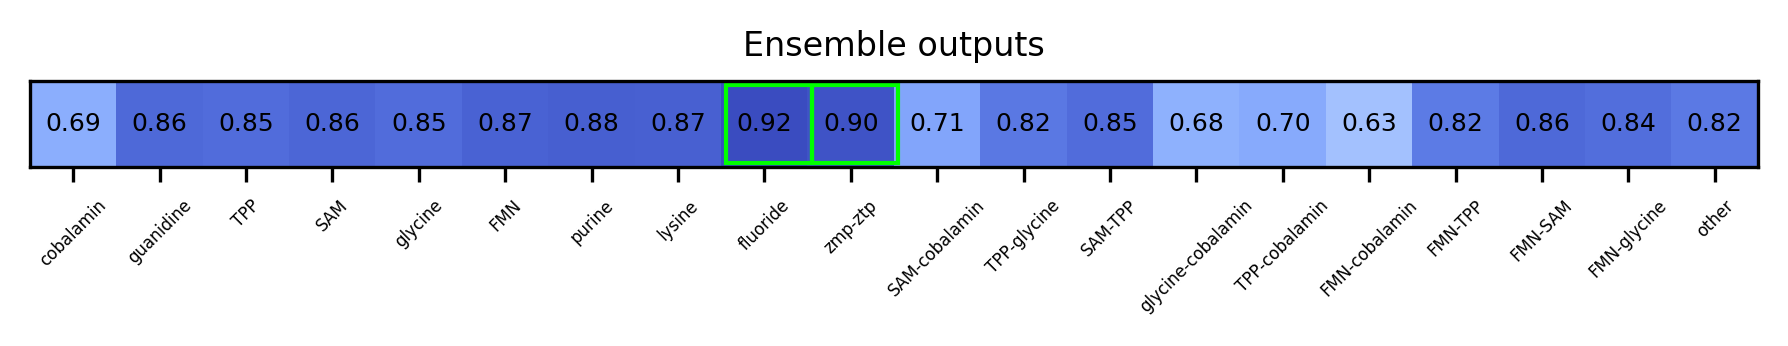 Ensemble outputs
0.69 0.86 0.85 0.86 0.85 0.87 0.88 0.87 0.92 0.90 0.71 0.82 0.85 0.68 0.70 0.63 0.82 0.86 0.84 0.82
cobalamin guanidine TPP SAM glycine FMN purine lysine fluoride zmp-ztp SAM-cobalamin TPP-glycine SAM-TPP glycine-cobalamin TPP-cobalamin FMN-cobalamin FMN-TPP FMN-SAM FMN-glycine other